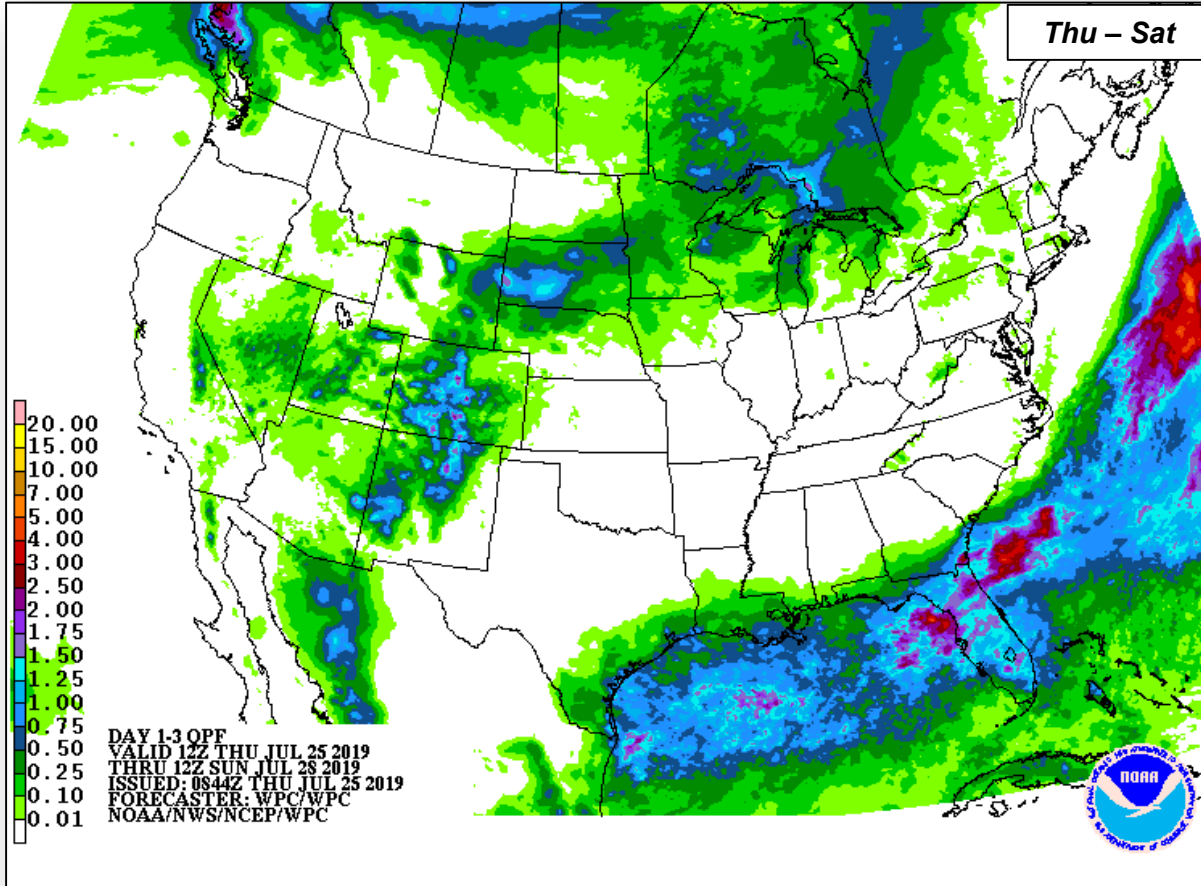 Thu – Sat
20.00
15.00
10.00
7.00
5.00
4.00
3.00
2.50
2.00
1.75
1.50
1.25
1.00
0.75
0.50
0.25
0.10
0.01
DAY 1-3 QPF
VALID 12Z THU JUL 25 2019
THRU 12Z SUN JUL 28 2019
ISSUED: 0844Z THU JUL 25 2019
FORECASTER: WPC/WPC
NOAA/NWS/NCEP/WPC
NOAA